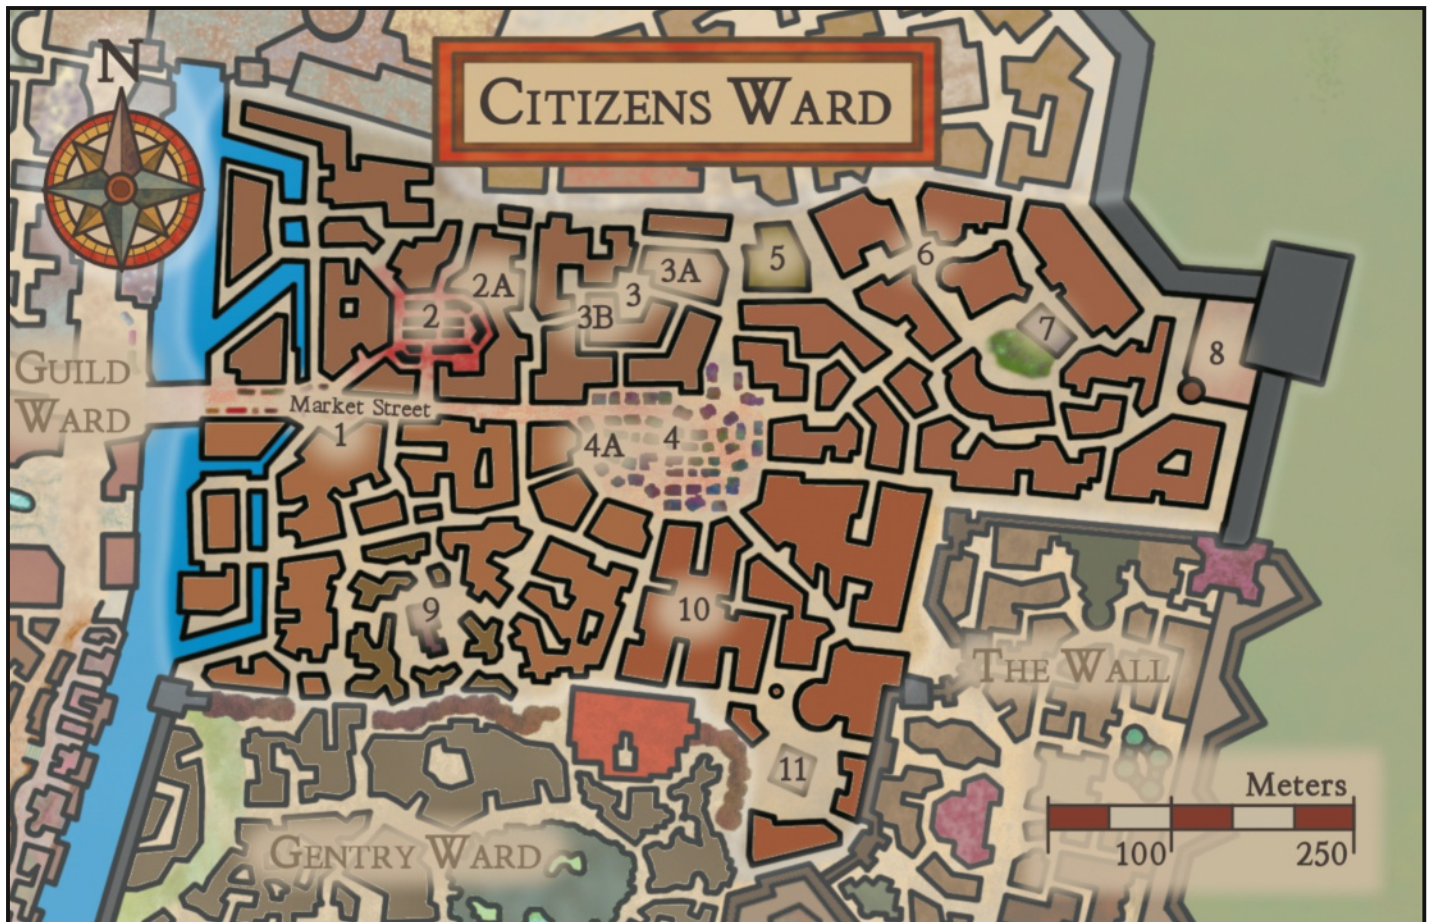 N
CITIZENS WARD
5
6
3A
2A
3
2
3B
7
8
GUILD
WARD
Market Street
1
4A
4
9
10
THE WALL
11
Meters
100
250
GENTRY WARD